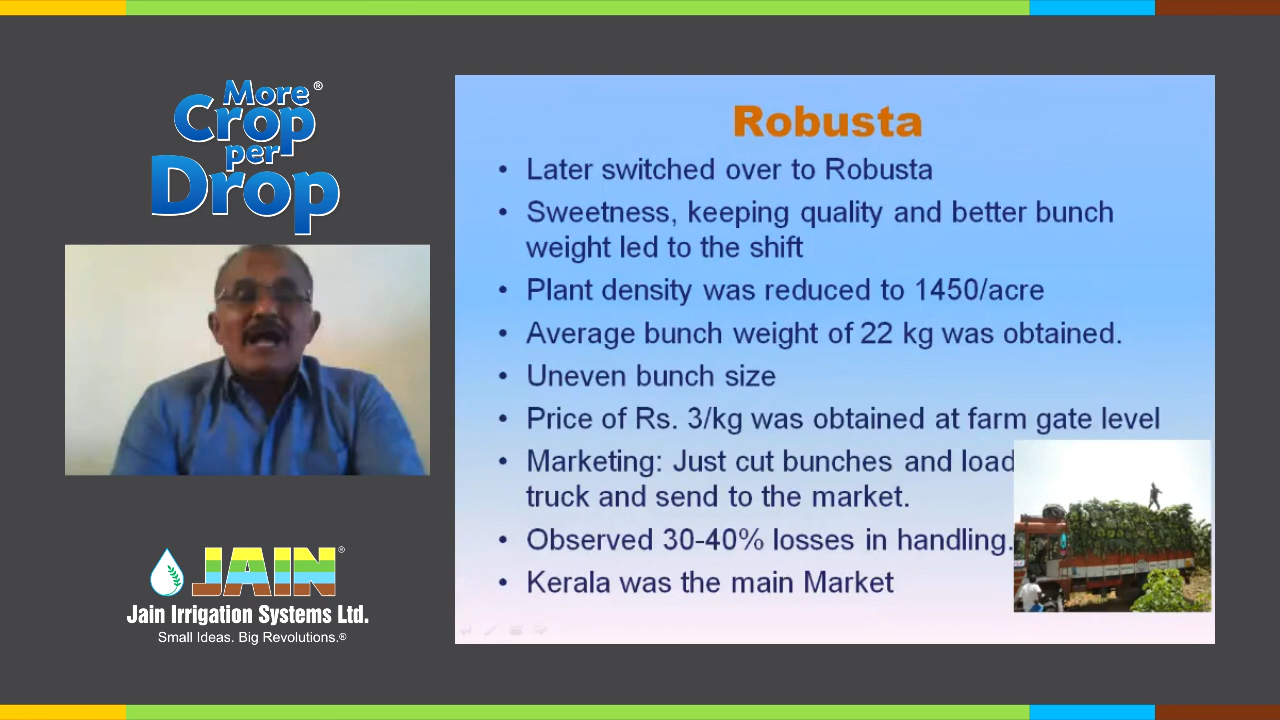 More®
Crop
per
Drop
JAIN®
Jain Irrigation Systems Ltd.
Small Ideas. Big Revolutions.®
Robusta
• Later switched over to Robusta
• Sweetness, keeping quality and better bunch
weight led to the shift
• Plant density was reduced to 1450/acre
• Average bunch weight of 22 kg was obtained.
• Uneven bunch size
• Price of Rs. 3/kg was obtained at farm gate level
• Marketing: Just cut bunches and load
truck and send to the market.
• Observed 30-40% losses in handling.
• Kerala was the main Market